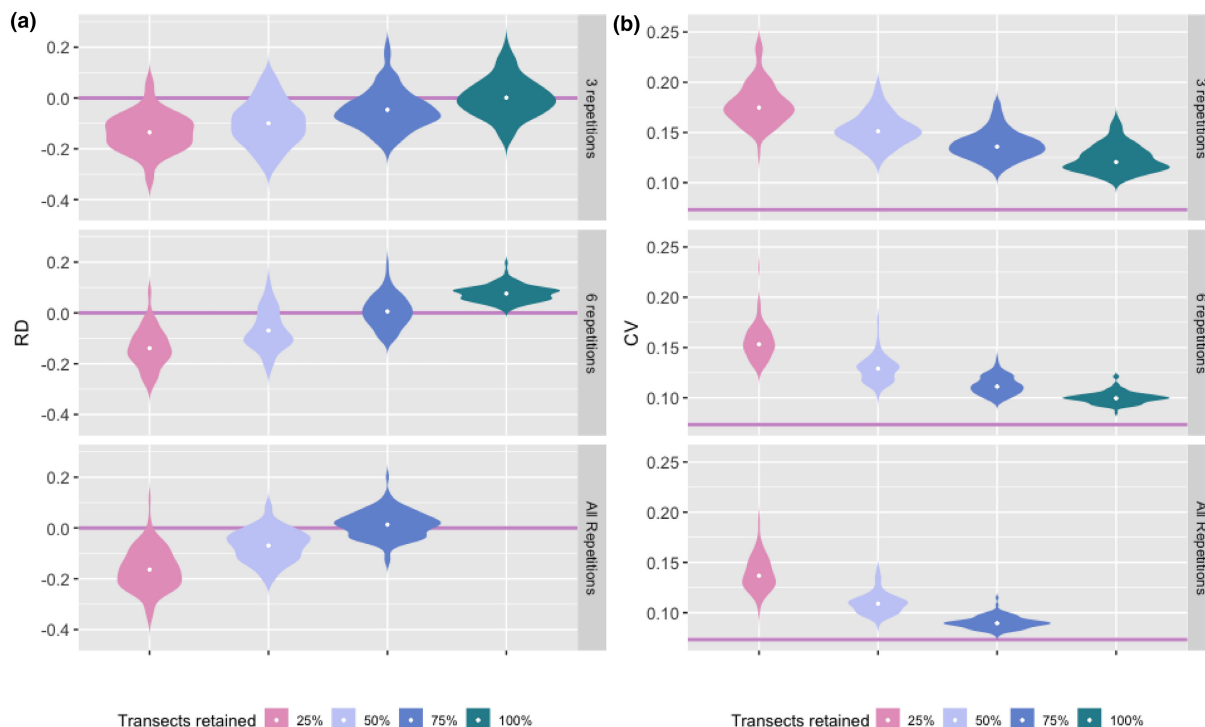 (a)
0.2
0.0
-0.2
-0.4
3 repetitions
0.2
0.0
-0.2
-0.4
6 repetitions
0.2
0.0
-0.2
-0.4
All Repetitions
RD
Transects retained 25% 50% 75% 100%
(b)
0.25
0.20
0.15
0.10
3 repetitions
0.25
0.20
0.15
0.10
6 repetitions
0.25
0.20
0.15
0.10
All Repetitions
CV
Transects retained 25% 50% 75% 100%